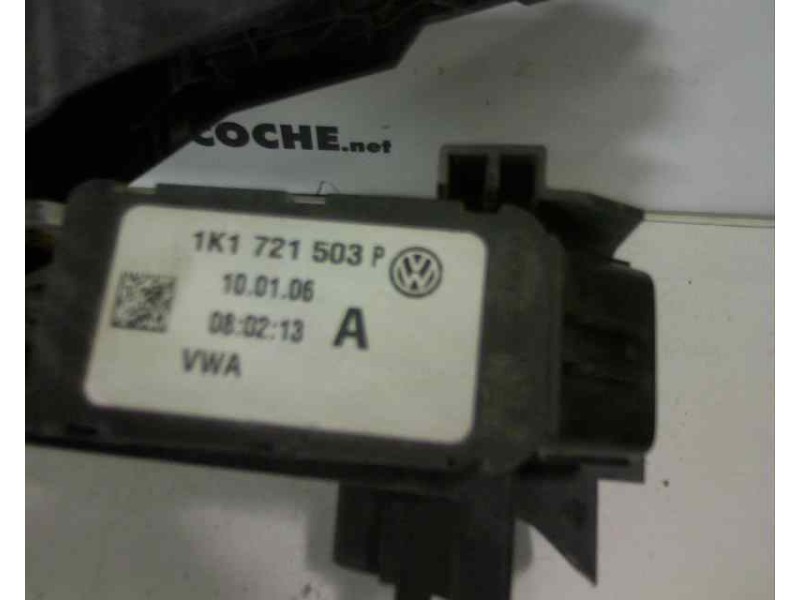 COCHE.net
1K1 721 503 P
10.01.06
08:02:13 A
VWA